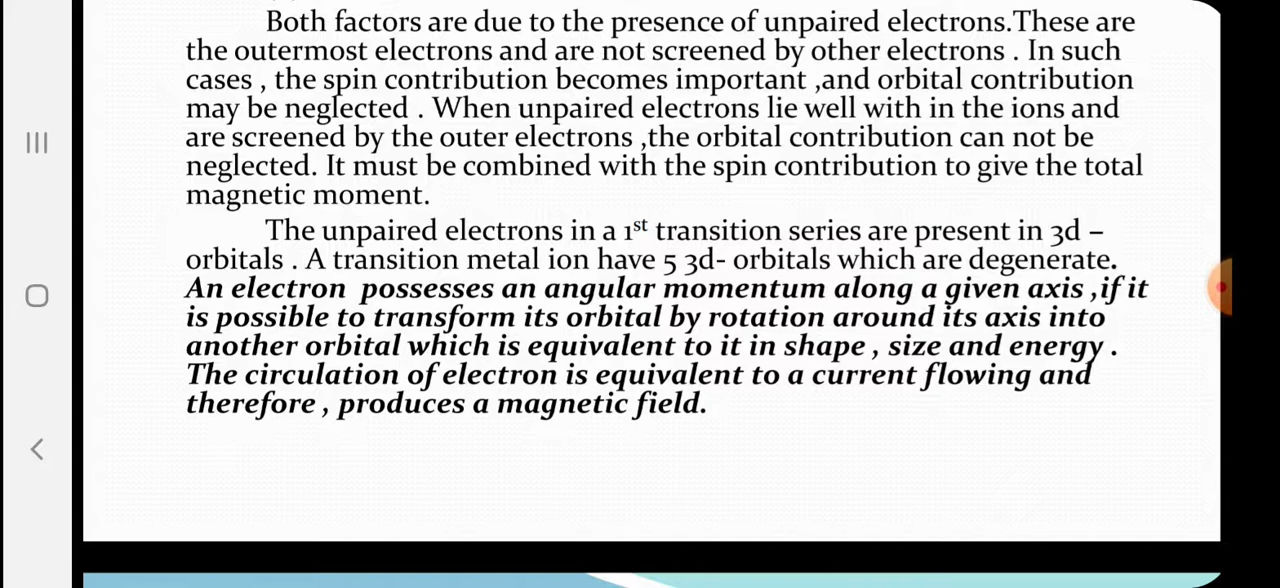 Both factors are due to the presence of unpaired electrons.These are
the outermost electrons and are not screened by other electrons . In such
cases , the spin contribution becomes important ,and orbital contribution
may be neglected . When unpaired electrons lie well with in the ions and
are screened by the outer electrons ,the orbital contribution can not be
neglected. It must be combined with the spin contribution to give the total
magnetic moment.
The unpaired electrons in a 1st transition series are present in 3d –
orbitals . A transition metal ion have 5 3d- orbitals which are degenerate.
An electron possesses an angular momentum along a given axis ,if it
is possible to transform its orbital by rotation around its axis into
another orbital which is equivalent to it in shape , size and energy .
The circulation of electron is equivalent to a current flowing and
therefore , produces a magnetic field.